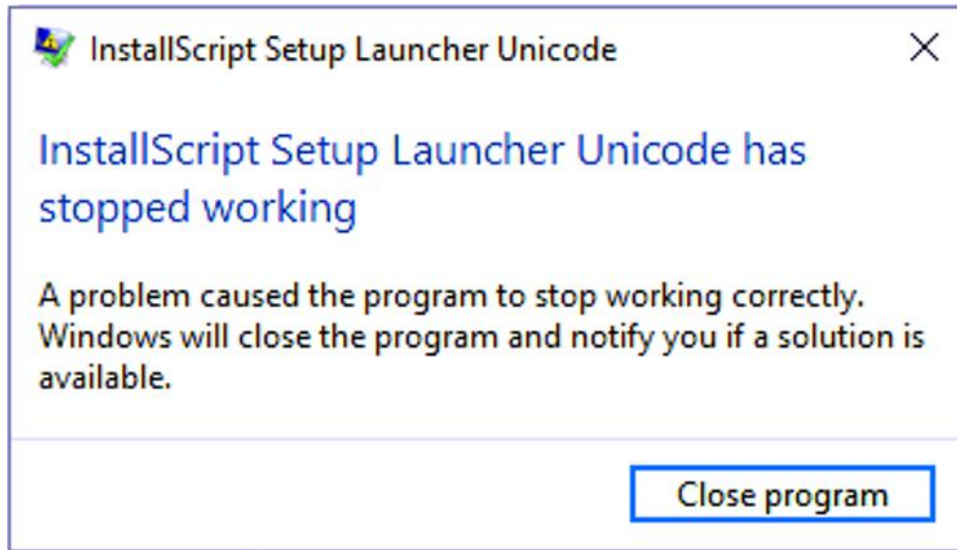 InstallScript Setup Launcher Unicode
InstallScript Setup Launcher Unicode has
stopped working
A problem caused the program to stop working correctly.
Windows will close the program and notify you if a solution is
available.
Close program